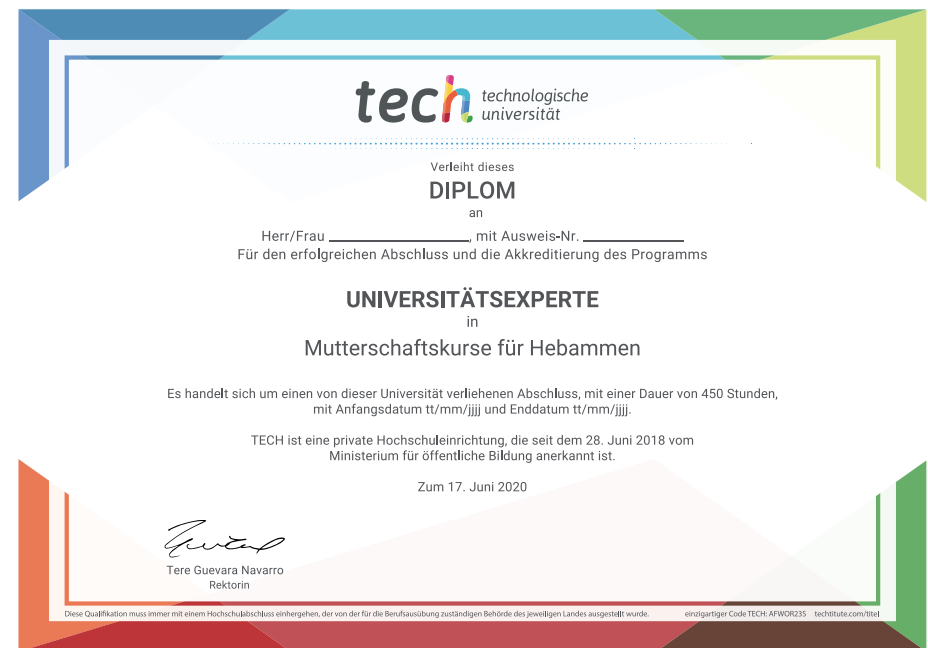 tech technologische
universität
Verleiht dieses
DIPLOM
an
Herr/Frau ____________________, mit Ausweis-Nr. ______________
Für den erfolgreichen Abschluss und die Akkreditierung des Programms
UNIVERSITÄTSEXPERTE
in
Mutterschaftskurse für Hebammen
Es handelt sich um einen von dieser Universität verliehenen Abschluss, mit einer Dauer von 450 Stunden,
mit Anfangsdatum tt/mm/jjjj und Enddatum tt/mm/jjjj.
TECH ist eine private Hochschuleinrichtung, die seit dem 28. Juni 2018 vom
Ministerium für öffentliche Bildung anerkannt ist.
Zum 17. Juni 2020
Tere Guevara Navarro
Rektorin
Diese Qualifikation muss immer mit einem Hochschulabschluss einhergehen, der von der für die Berufsausübung zuständigen Behörde des jeweiligen Landes ausgestellt wurde. einzigartiger Code TECH: AFWOR23S techtitute.com/titel